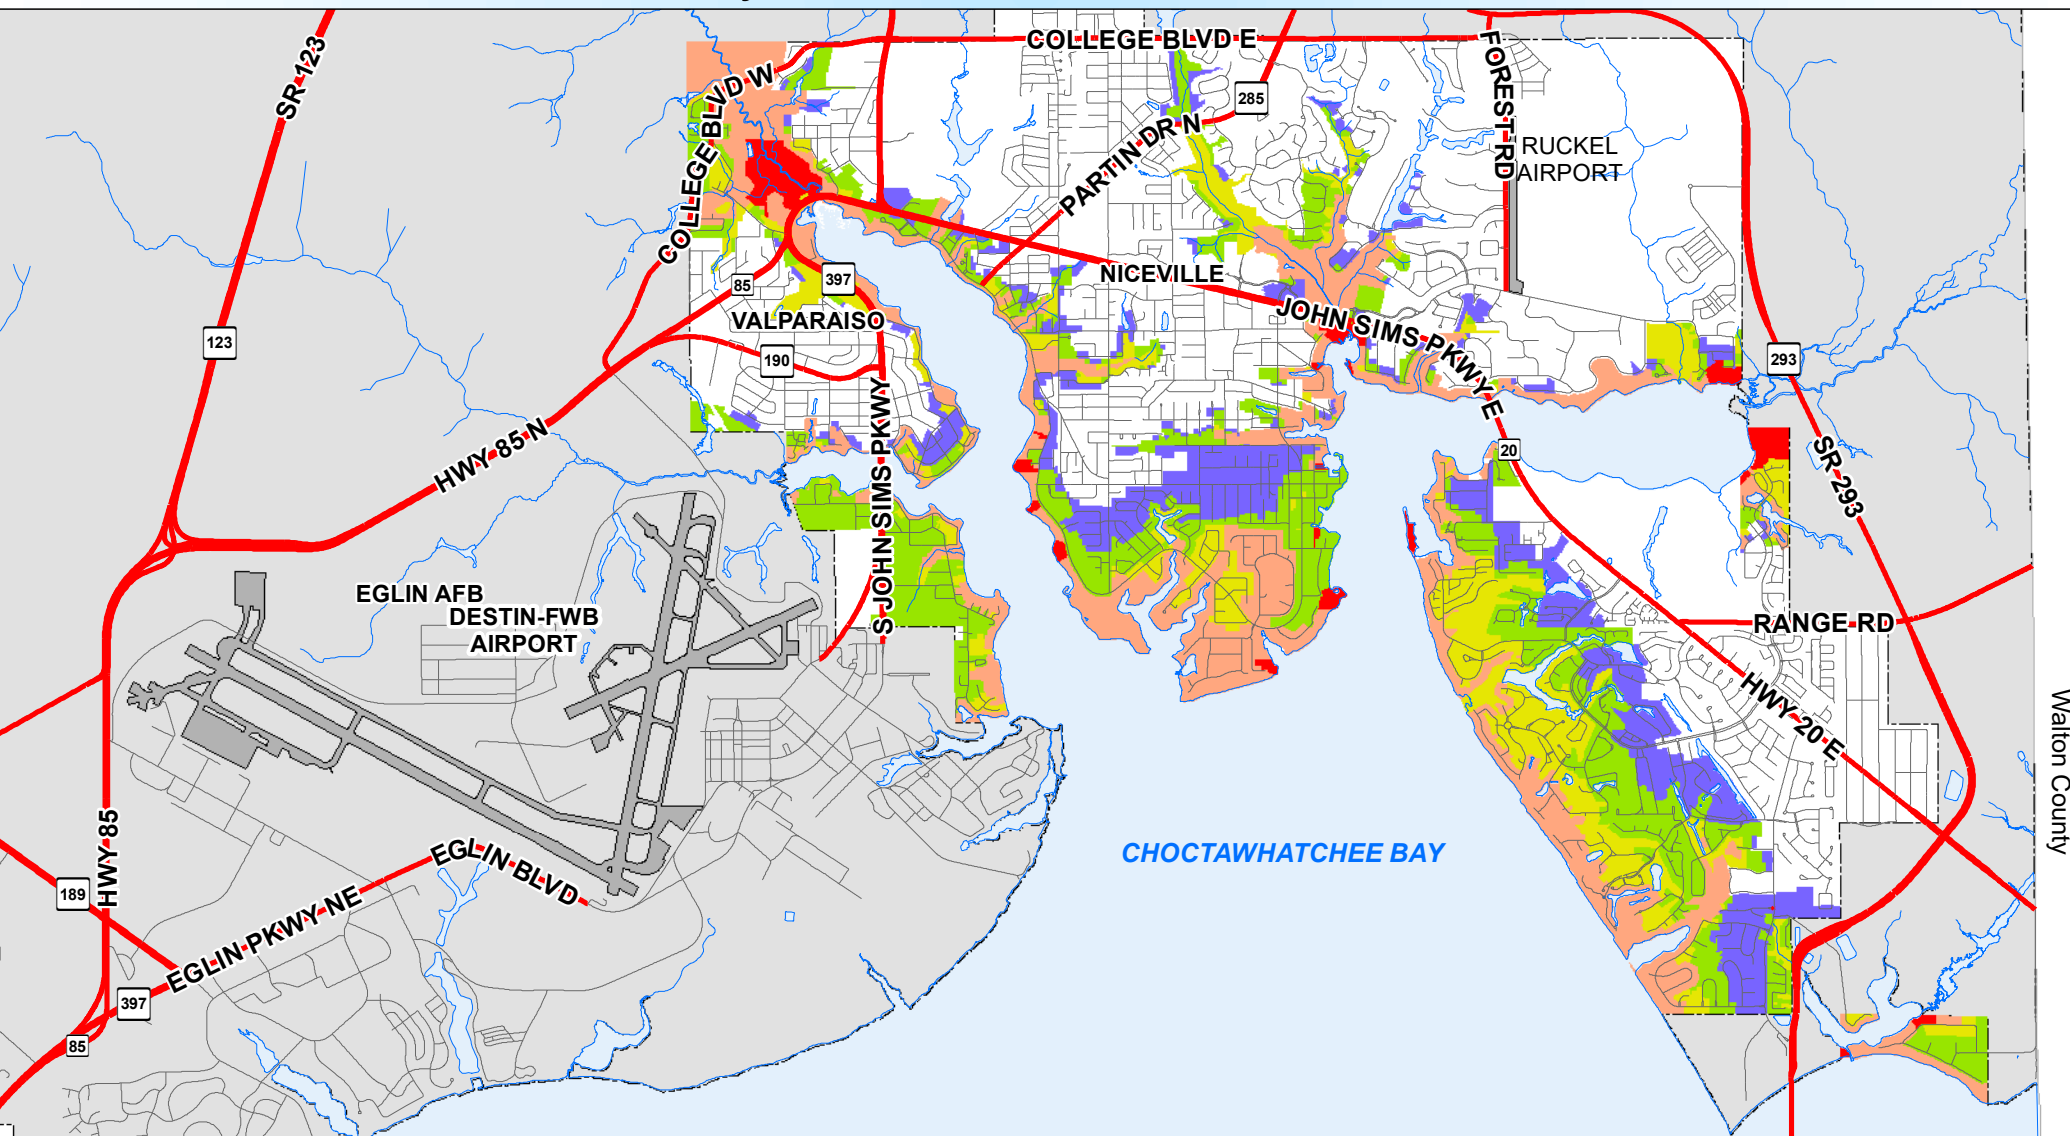 SR 123
COLLEGE BLVD W
COLLEGE BLVD E
285
FOREST RD
PARTIN DR N
RUCKEL
AIRPORT
85
397
NICEVILLE
VALPARAISO
JOHN SIMS PKWY E
123
190
293
HWY 85 N
S JOHN SIMS PKWY
20
SR 293
EGLIN AFB
DESTIN-FWB
AIRPORT
RANGE RD
HWY 20 E
Walton County
HWY 85
EGLIN BLVD
CHOCTAWHATCHEE BAY
189
EGLIN PKWY NE
397
85